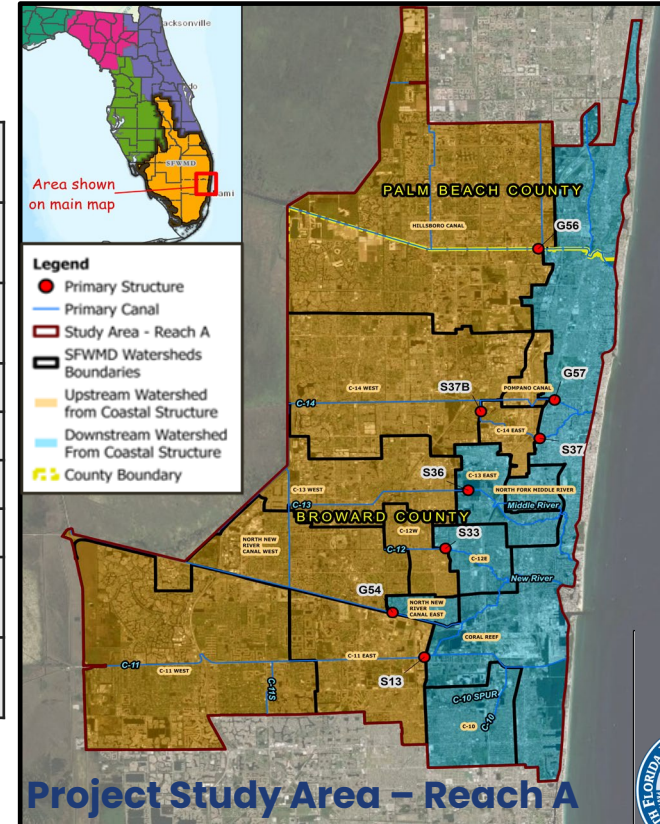 acksonville
SFWMD
ami
Area shown
on main map
Legend
Primary Structure
Primary Canal
Study Area - Reach A
SFWMD Watersheds
Boundaries
Upstream Watershed
from Coastal Structure
Downstream Watershed
From Coastal Structure
County Boundary
PALM BEACH COUNTY
G56
HILLSBORO CANAL
G57
S37B
POMPANO CANAL
C-14 WEST
C-14
C-14 EAST
S37
S36
C-13 EAST
C-13 WEST
NORTH FORK MIDDLE RIVER
C-13
Middle River
BROWARD COUNTY
C-12W
S33
NORTH NEW
RIVER
CANAL WEST
C-12
C-12E
New River
G54
NORTH NEW
RIVER
CANAL EAST
CORAL REEF
C-11 EAST
C-11
C-11 WEST
S13
C-11S
C-10 SPUR
C-10
C-10
Project Study Area – Reach A
H FLORIDA